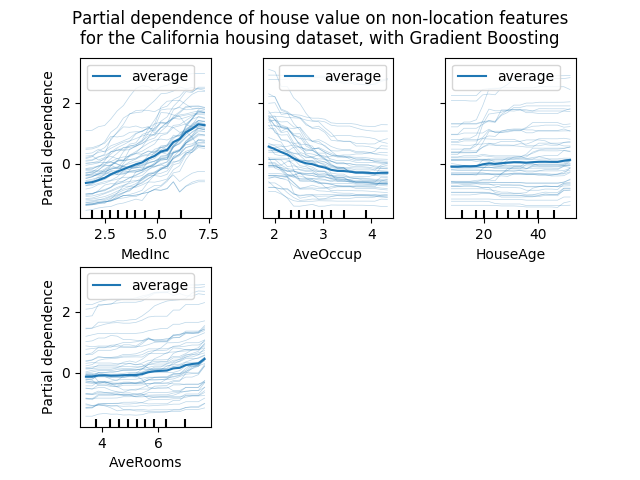 Partial dependence of house value on non-location features
for the California housing dataset, with Gradient Boosting
Partial dependence
2
0
average
2.5 5.0 7.5
MedInc
average
2 3 4
AveOccup
average
20 40
HouseAge
Partial dependence
2
0
average
4 6
AveRooms